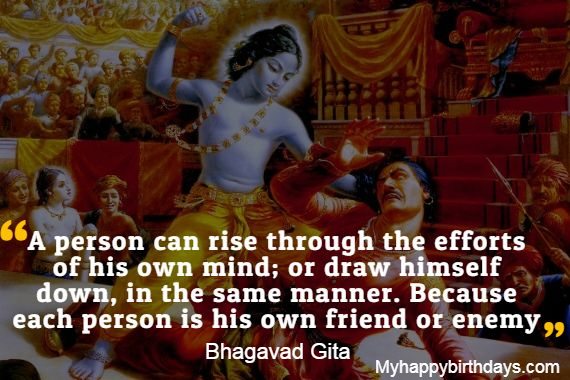 “A person can rise through the efforts
of his own mind; or draw himself
down, in the same manner. Because
each person is his own friend or enemy„
Bhagavad Gita
Myhappybirthdays.com